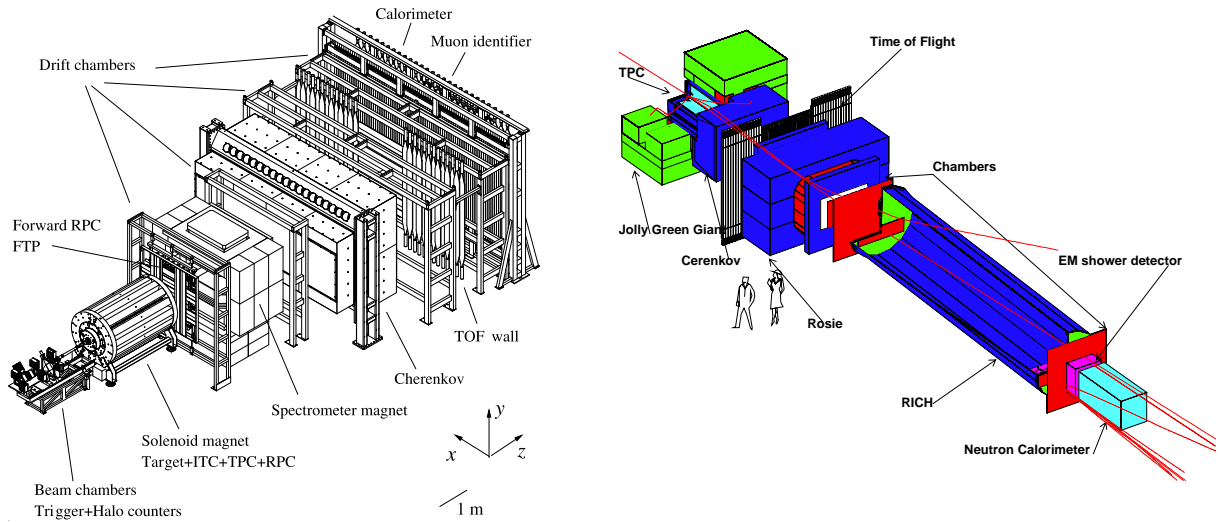 Calorimeter
Muon identifier
Drift chambers
Forward RPC
FTP
TOF wall
Cherenkov
Spectrometer magnet
Solenoid magnet
Target+ITC+TPC+RPC
Beam chambers
Trigger+Halo counters
y
x
z
1 m
Time of Flight
TPC
Chambers
Jolly Green Giant
Cerenkov
EM shower detector
Rosie
RICH
Neutron Calorimeter